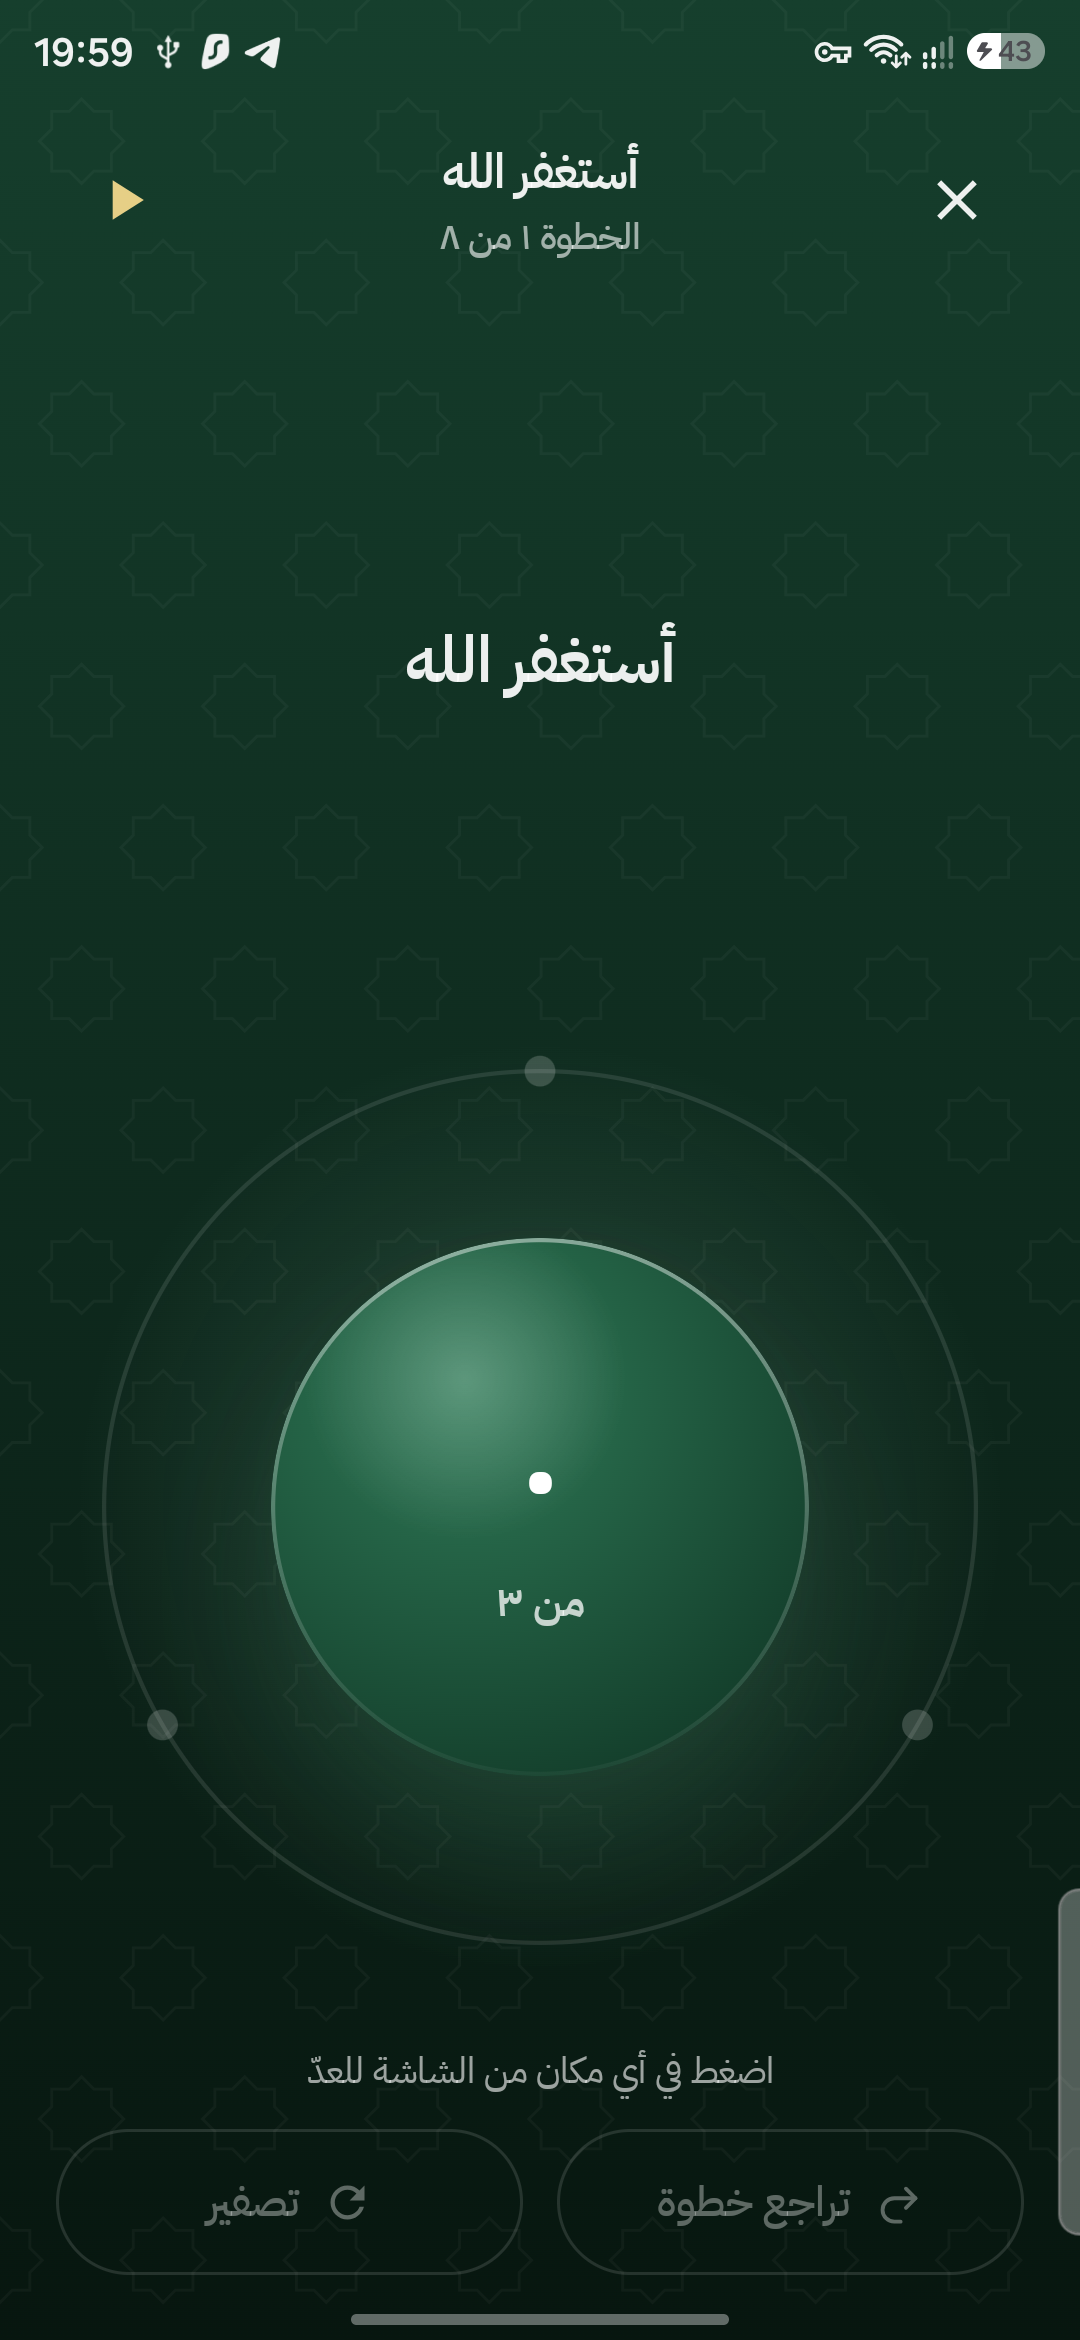 19:59
43
أستغفر الله
الخطوة ١ من ٨
أستغفر الله
٠
من ٣
اضغط في أي مكان من الشاشة للعدّ
تراجع خطوة
تصفير